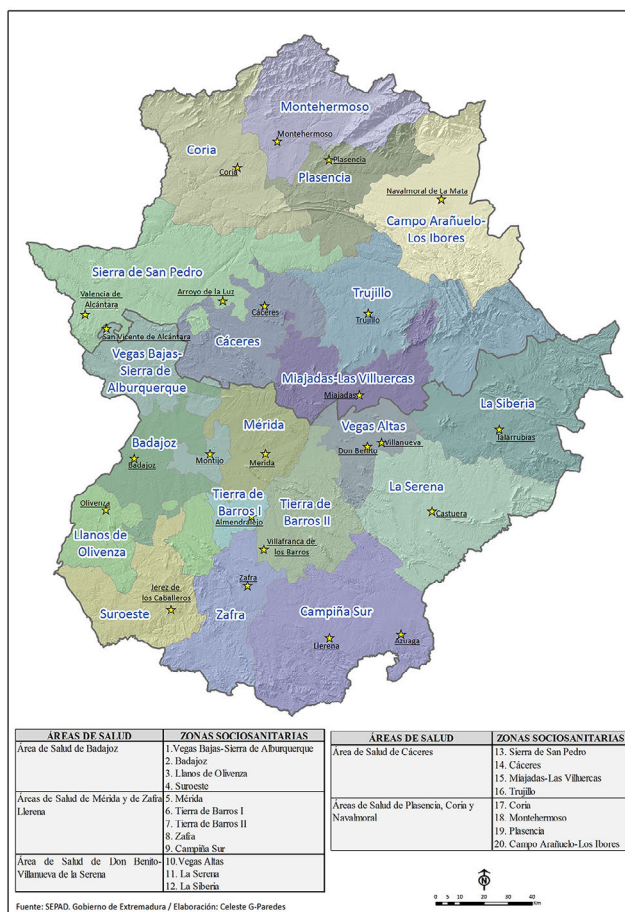 Montehermoso
Montehermoso
Coria
Coria
Plasencia
Plasencia
Navalmoral de La Mata
Campo Arañuelo-
Los Ibores
Sierra de San Pedro
Valencia de
Alcántara
Arroyo de la Luz
Cáceres
Trujillo
Trujillo
San Vicente de Alcántara
Cáceres
Vegas Bajas-
Sierra de
Alburquerque
Miajadas-Las Villuercas
Miajadas
La Siberia
Talarrubias
Mérida
Merida
Vegas Altas
Villanueva
Don Benito
Badajoz
Badajoz
Montijo
La Serena
Castuera
Olivenza
Llanos de
Olivenza
Tierra de
Barros I
Almendralejo
Tierra de
Barros II
Villafranca de
los Barros
Zafra
Zafra
Jerez de
los Caballeros
Suroeste
Campiña Sur
Llerena
Azuaga
ÁREAS DE SALUD ZONAS SOCIOSANITARIAS
Área de Salud de Badajoz 1.Vegas Bajas-Sierra de Alburquerque
2. Badajoz
3. Llanos de Olivenza
4. Suroeste
Áreas de Salud de Mérida y de Zafra 5. Mérida
Llerena 6. Tierra de Barros I
7. Tierra de Barros II
8. Zafra
9. Campiña Sur
Área de Salud de Don Benito- 10.Vegas Altas
Villanueva de la Serena 11. La Serena
12. La Siberia
ÁREAS DE SALUD ZONAS SOCIOSANITARIAS
Área de Salud de Cáceres 13. Sierra de San Pedro
14. Cáceres
15. Miajadas-Las Villuercas
16. Trujillo
Áreas de Salud de Plasencia, Coria y 17. Coria
Navalmoral 18. Montehermoso
19. Plasencia
20. Campo Arañuelo-Los Ibores
N
0 5 10 20 30 40
Km
Fuente: SEPAD. Gobierno de Extremadura / Elaboración: Celeste G-Paredes